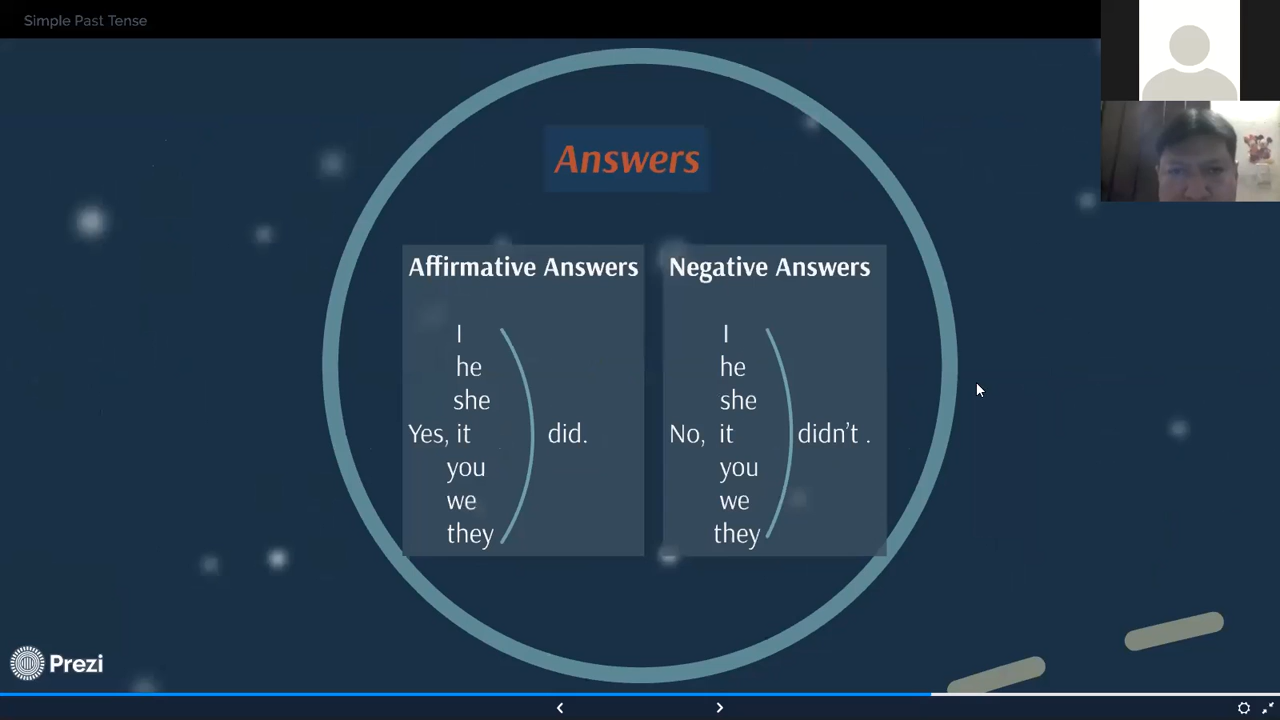 Simple Past Tense
Answers
Affirmative Answers
I
he
she
Yes, it did.
you
we
they
Negative Answers
I
he
she
No, it didn't .
you
we
they
Prezi